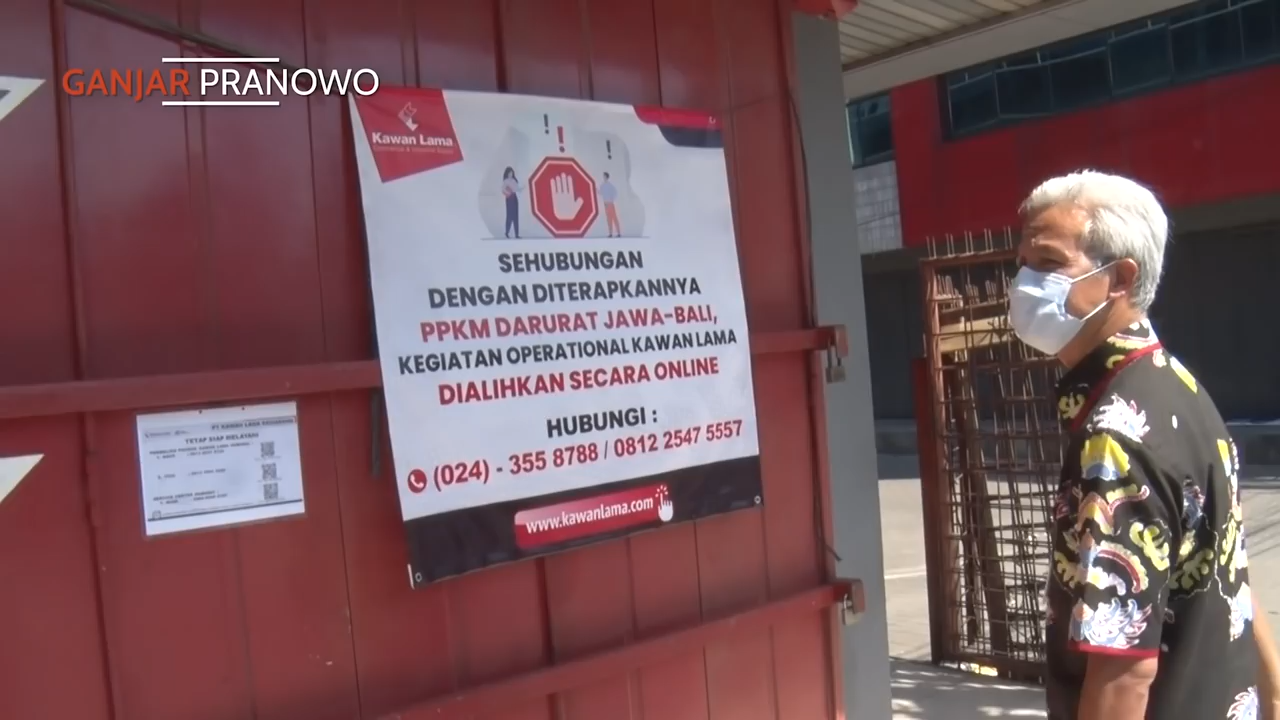 GANJAR PRANOWO
Kawan Lama
SEHUBUNGAN
DENGAN DITERAPKANNYA
PPKM DARURAT JAWA-BALI,
KEGIATAN OPERATIONAL KAWAN LAMA
DIALIHKAN SECARA ONLINE
HUBUNGI :
(024) - 355 8788 / 0812 2547 5557
www.kawanlama.com
TETAP SIAP MELAYANI